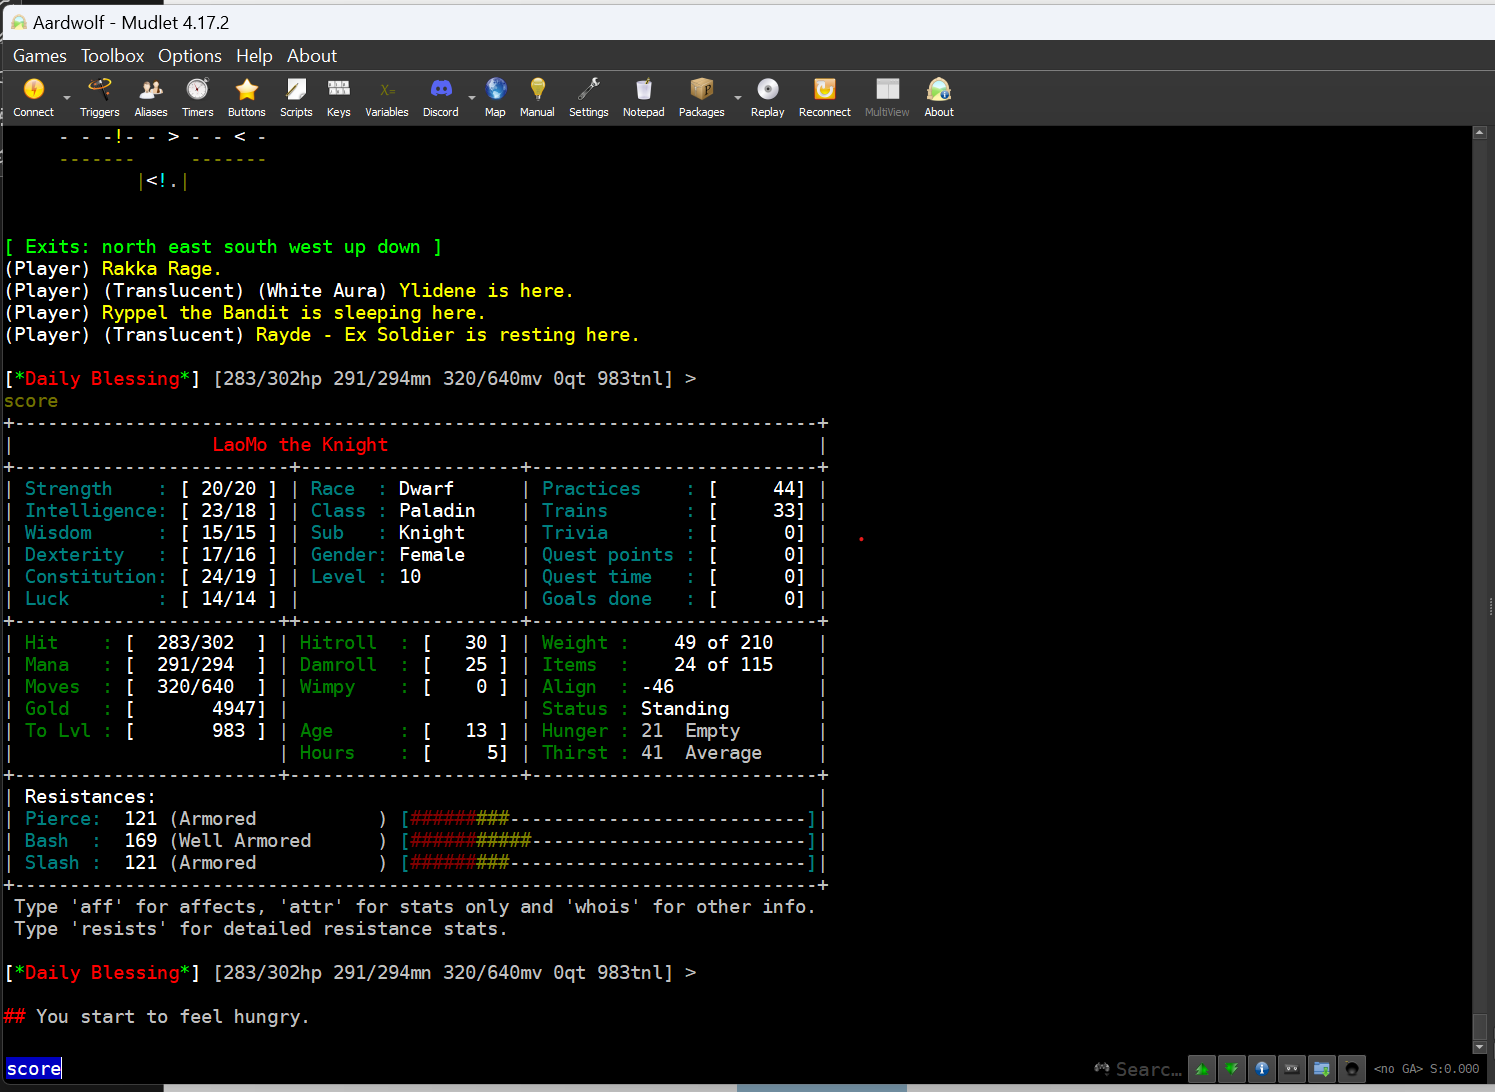 Aardwolf - Mudlet 4.17.2
Games Toolbox Options Help About
Connect Triggers Aliases Timers Buttons Scripts Keys Variables Discord Map Manual Settings Notepad Packages Replay Reconnect MultiView About
- - -!- - > - - < -
------- -------
|<!.|
[ Exits: north east south west up down ]
(Player) Rakka Rage.
(Player) (Translucent) (White Aura) Ylidene is here.
(Player) Ryppel the Bandit is sleeping here.
(Player) (Translucent) Rayde - Ex Soldier is resting here.
[*Daily Blessing*] [283/302hp 291/294mn 320/640mv 0qt 983tnl] >
score
+-------------------------------------------------------------------------+
| LaoMo the Knight |
+-------------------------+--------------------+--------------------------+
| Strength : [ 20/20 ] | Race : Dwarf | Practices : [ 44] |
| Intelligence: [ 23/18 ] | Class : Paladin | Trains : [ 33] |
| Wisdom : [ 15/15 ] | Sub : Knight | Trivia : [ 0] |
| Dexterity : [ 17/16 ] | Gender: Female | Quest points : [ 0] |
| Constitution: [ 24/19 ] | Level : 10 | Quest time : [ 0] |
| Luck : [ 14/14 ] | | Goals done : [ 0] |
+------------------------++--------------------+--------------------------+
| Hit : [ 283/302 ] | Hitroll : [ 30 ] | Weight : 49 of 210 |
| Mana : [ 291/294 ] | Damroll : [ 25 ] | Items : 24 of 115 |
| Moves : [ 320/640 ] | Wimpy : [ 0 ] | Align : -46 |
| Gold : [ 4947] | | Status : Standing |
| To Lvl : [ 983 ] | Age : [ 13 ] | Hunger : 21 Empty |
| | Hours : [ 5] | Thirst : 41 Average |
+------------------------+---------------------+--------------------------+
| Resistances: |
| Pierce: 121 (Armored ) [#########---------------------------]|
| Bash : 169 (Well Armored ) [###########-------------------------]|
| Slash : 121 (Armored ) [#########---------------------------]|
+-------------------------------------------------------------------------+
Type 'aff' for affects, 'attr' for stats only and 'whois' for other info.
Type 'resists' for detailed resistance stats.
[*Daily Blessing*] [283/302hp 291/294mn 320/640mv 0qt 983tnl] >
## You start to feel hungry.
score
Searc... <no GA> S:0.000